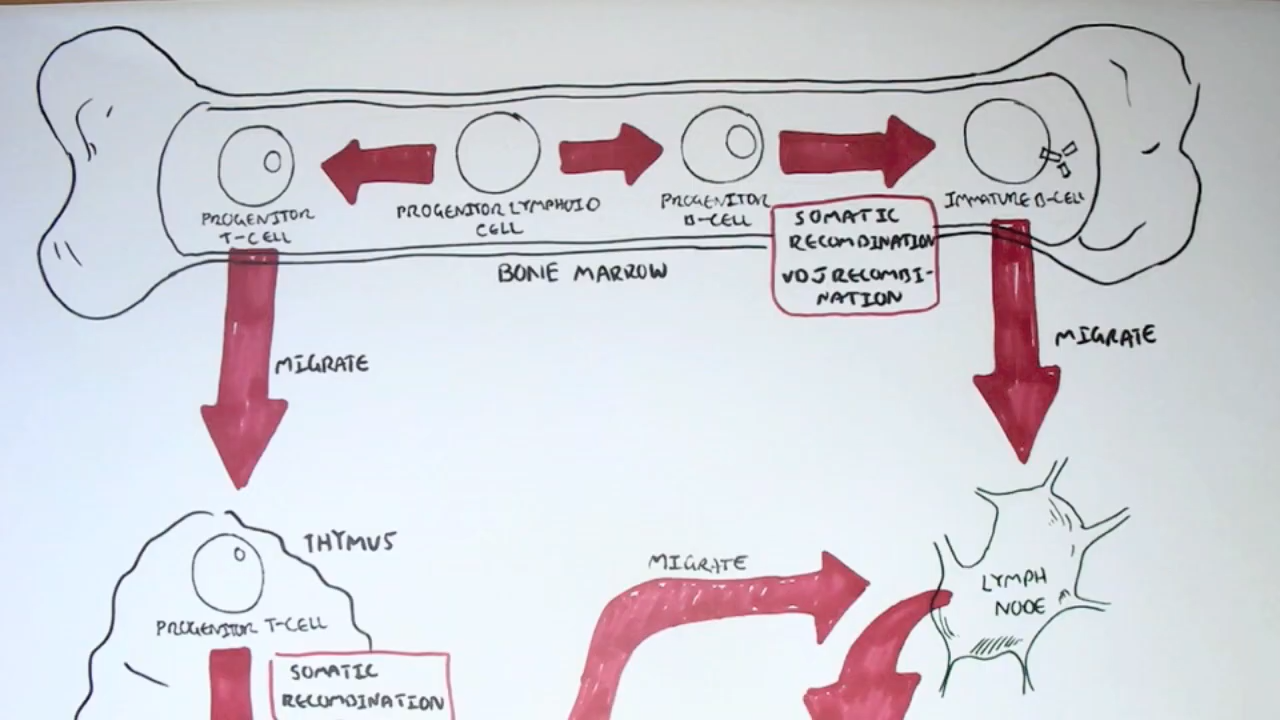 PROGENITOR
T-CELL
PROGENITOR LYMPHOID
CELL
PROGENITOR
B-CELL
IMMATURE B-CELL
SOMATIC
RECOMBINATION
VDJ RECOMBI-
NATION
BONE MARROW
MIGRATE
MIGRATE
THYMUS
PROGENITOR T-CELL
SOMATIC
RECOMBINATION
MIGRATE
LYMPH
NODE